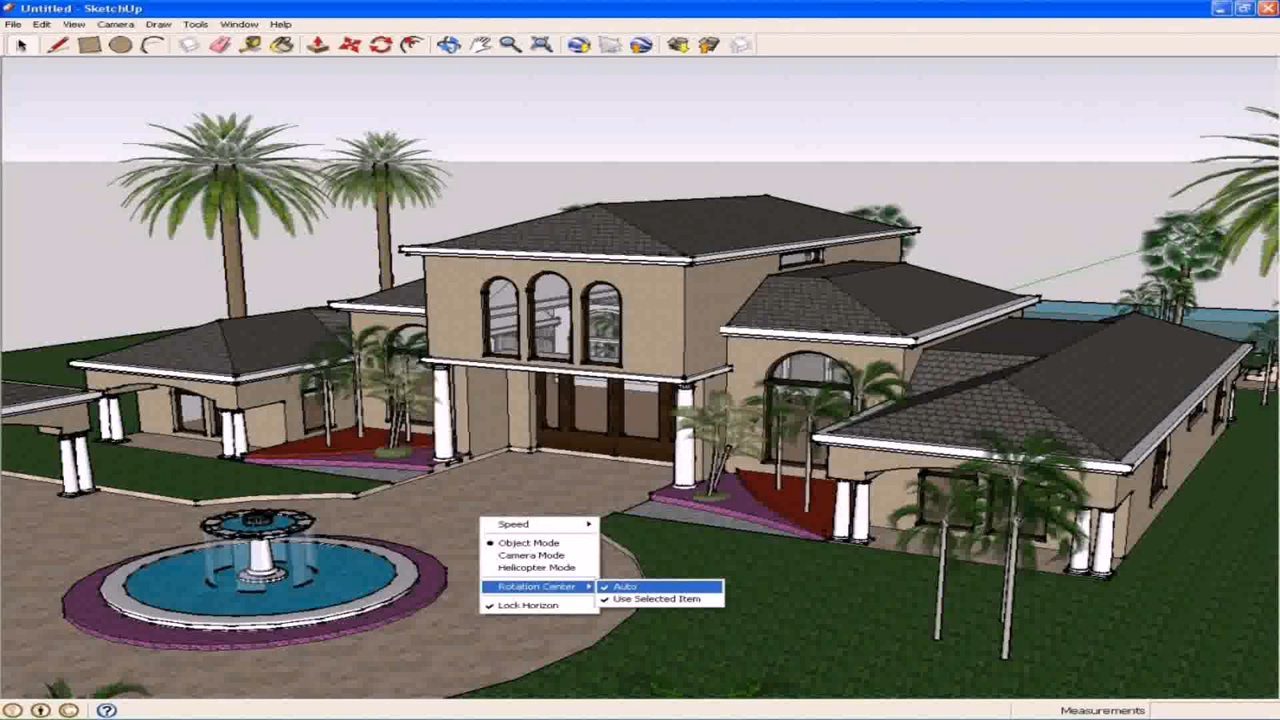 Untitled - SketchUp
File Edit View Camera Draw Tools Window Help
Speed
Object Mode
Camera Mode
Helicopter Mode
Rotation Center
Auto
Use Selected Item
Lock Horizon
Measurements